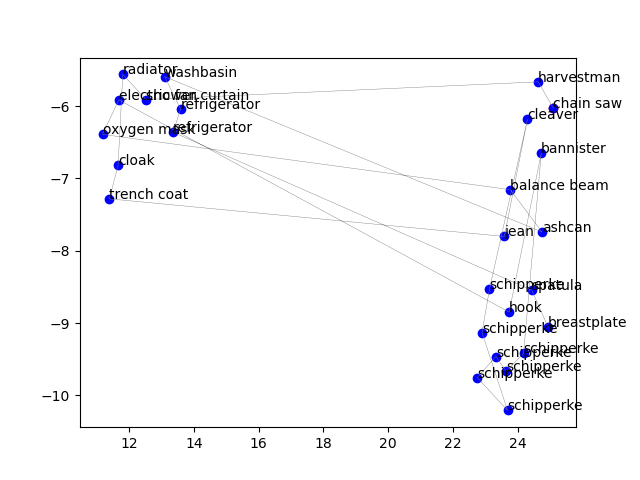 radiator
washbasin
harvestman
electric fan
shower curtain
refrigerator
chain saw
cleaver
oxygen mask
refrigerator
bannister
cloak
balance beam
trench coat
jean
ashcan
schipperke
spatula
hook
breastplate
schipperke
schipperke
schipperke
schipperke
schipperke
schipperke
−6
−7
−8
−9
−10
12
14
16
18
20
22
24